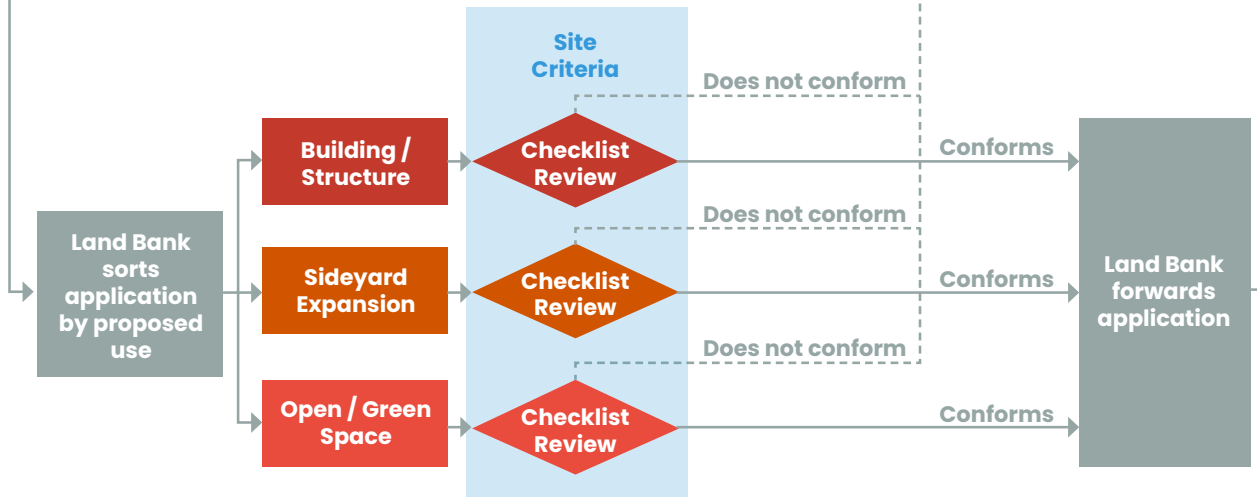 Site
Criteria
Does not conform
Building /
Structure
Checklist
Review
Conforms
Does not conform
Land Bank
sorts
application
by proposed
use
Sideyard
Expansion
Checklist
Review
Conforms
Land Bank
forwards
application
Does not conform
Open / Green
Space
Checklist
Review
Conforms